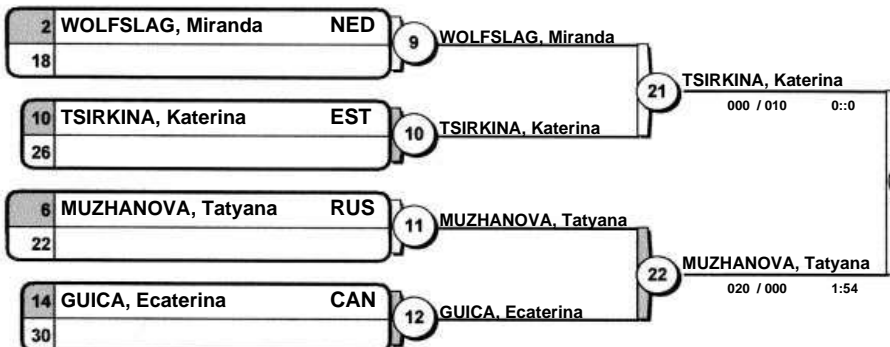 2 WOLFSLAG, Miranda NED
18
9
WOLFSLAG, Miranda
21
TSIRKINA, Katerina
000 / 010 0::0
10 TSIRKINA, Katerina EST
26
10
TSIRKINA, Katerina
6 MUZHANOVA, Tatyana RUS
22
11
MUZHANOVA, Tatyana
22
MUZHANOVA, Tatyana
020 / 000 1:54
14 GUICA, Ecaterina CAN
30
12
GUICA, Ecaterina